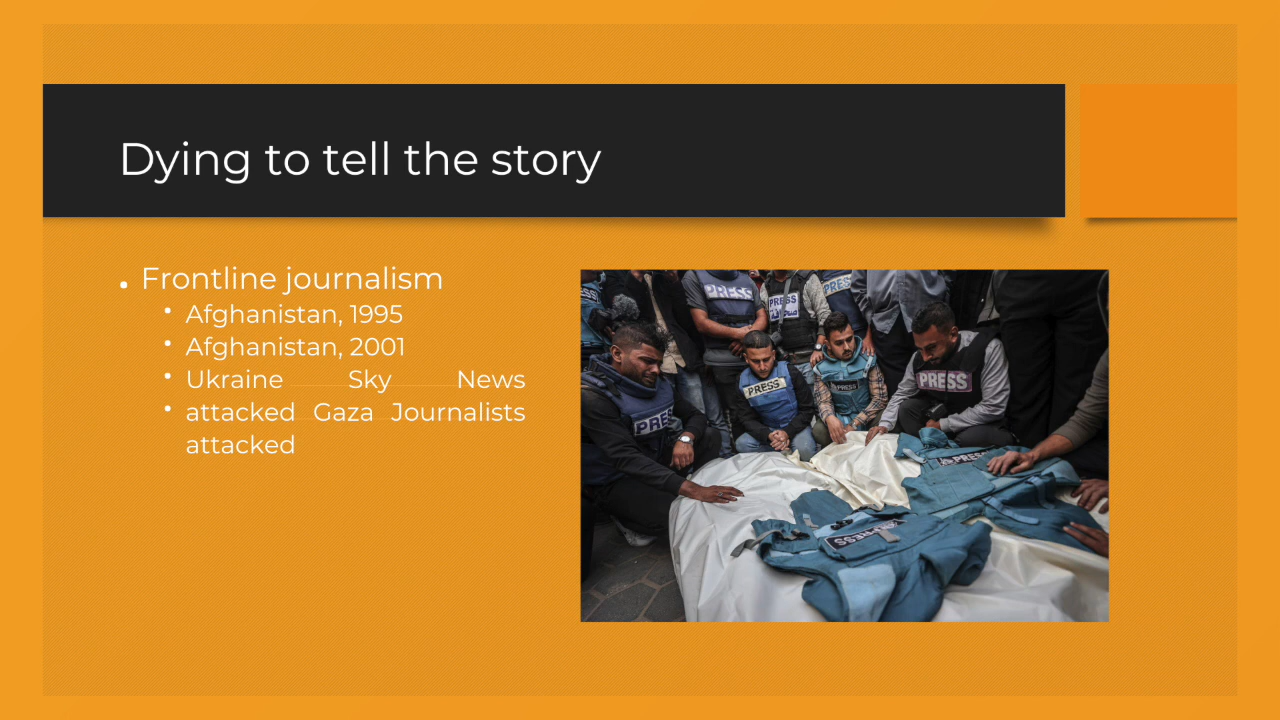 Dying to tell the story
• Frontline journalism
• Afghanistan, 1995
• Afghanistan, 2001
• Ukraine Sky News
• attacked Gaza Journalists
attacked
PRESS
PRESS
PRESS
PRESS
PRESS
PRESS
PRESS
PRESS